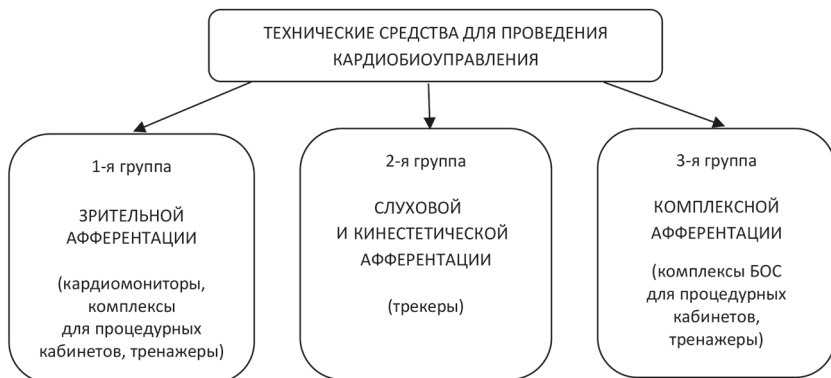 ТЕХНИЧЕСКИЕ СРЕДСТВА ДЛЯ ПРОВЕДЕНИЯ
КАРДИОБИОУПРАВЛЕНИЯ
1-я группа
ЗРИТЕЛЬНОЙ
АФФЕРЕНТАЦИИ
(кардиомониторы,
комплексы
для процедурных
кабинетов, тренажеры)
2-я группа
СЛУХОВОЙ
И КИНЕСТЕТИЧЕСКОЙ
АФФЕРЕНТАЦИИ
(трекеры)
3-я группа
КОМПЛЕКСНОЙ
АФФЕРЕНТАЦИИ
(комплексы БОС
для процедурных
кабинетов,
тренажеры)